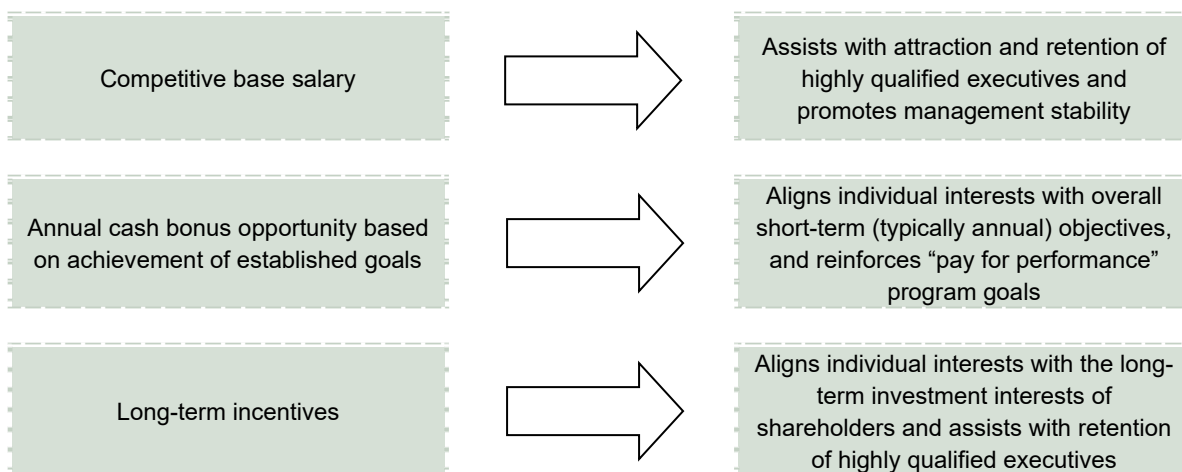 Competitive base salary
Assists with attraction and retention of
highly qualified executives and
promotes management stability
Annual cash bonus opportunity based
on achievement of established goals
Aligns individual interests with overall
short-term (typically annual) objectives,
and reinforces “pay for performance”
program goals
Long-term incentives
Aligns individual interests with the long-
term investment interests of
shareholders and assists with retention
of highly qualified executives